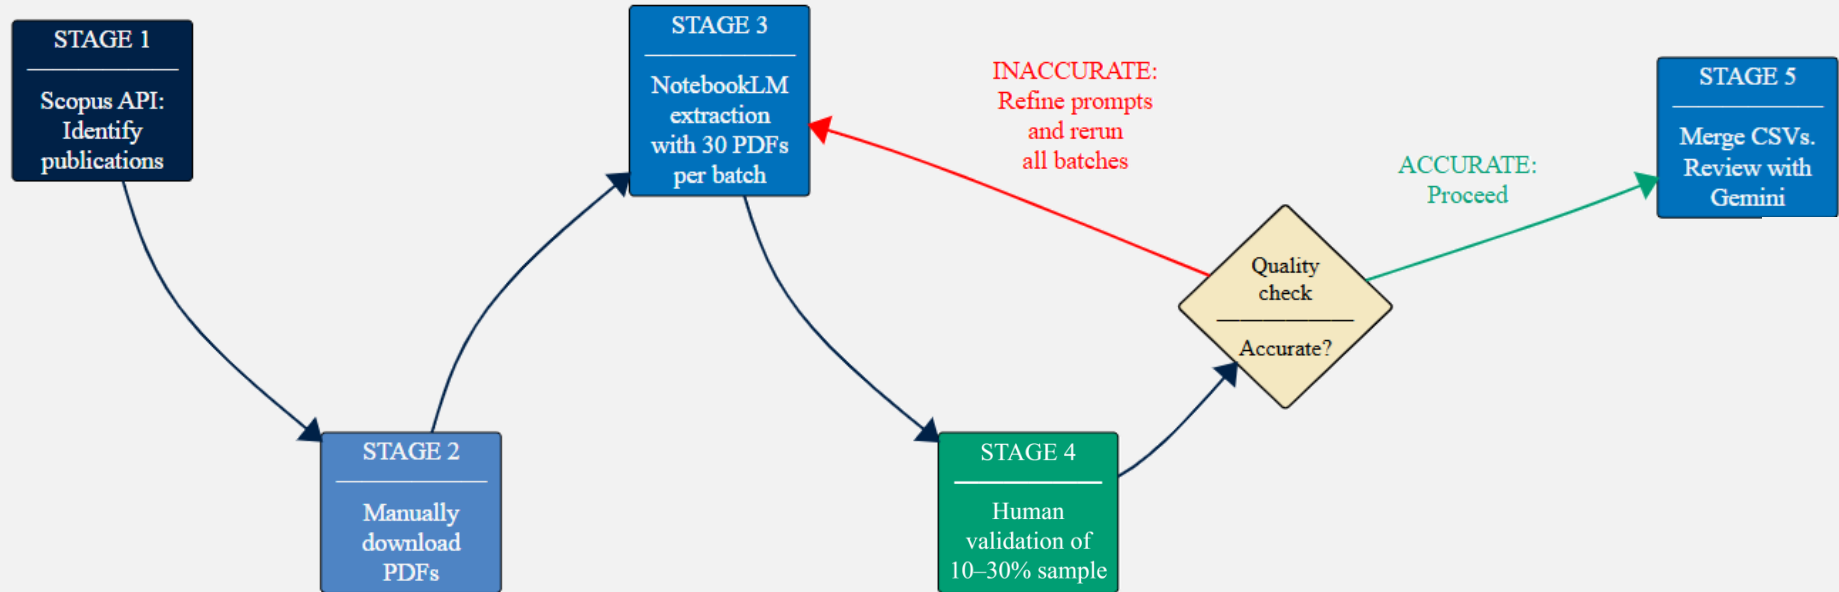 STAGE 1
Scopus API:
Identify
publications
STAGE 2
Manually
download
PDFs
STAGE 3
NotebookLM
extraction
with 30 PDFs
per batch
STAGE 4
Human
validation of
10–30% sample
Quality
check
Accurate?
INACCURATE:
Refine prompts
and rerun
all batches
ACCURATE:
Proceed
STAGE 5
Merge CSVs.
Review with
Gemini